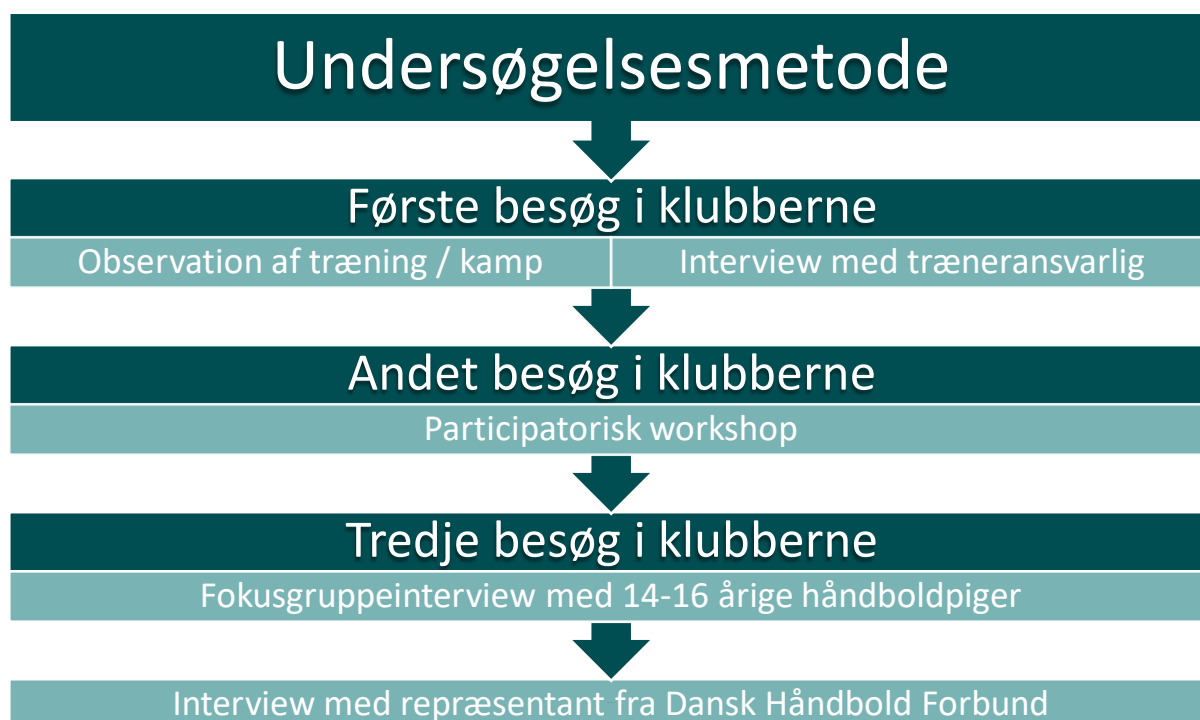 Undersøgelsesmetode
Første besøg i klubberne
Observation af træning / kamp
Interview med træneransvarlig
Andet besøg i klubberne
Participatorisk workshop
Tredje besøg i klubberne
Fokusgruppeinterview med 14-16 årige håndboldpiger
Interview med repræsentant fra Dansk Håndbold Forbund